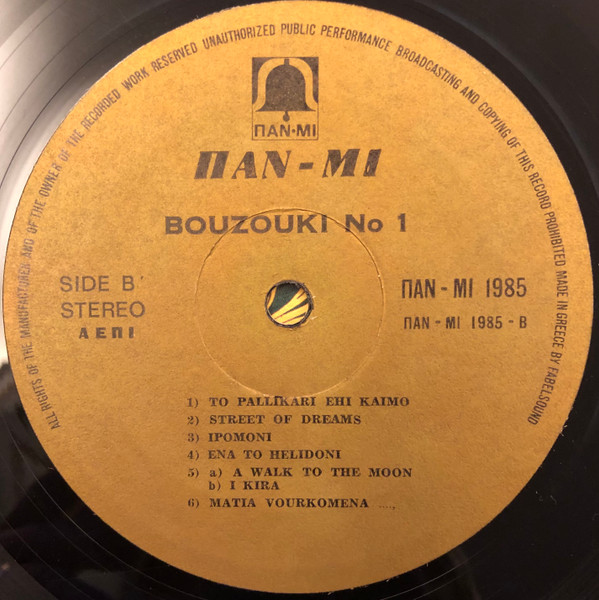 ALL RIGHTS OF THE MANUFACTURER AND OF THE OWNER OF THE RECORDED WORK RESERVED UNAUTHORIZED PUBLIC PERFORMANCE BROADCASTING AND COPYING OF THIS RECORD PROHIBITED MADE IN GREECE BY FABELSOUND
ΠΑΝ-ΜΙ
ΠΑΝ - ΜΙ
BOUZOUKI No 1
SIDE B'
STEREO
ΑΕΠΙ
ΠΑΝ - ΜΙ 1985
ΠΑΝ - ΜΙ 1985 - Β
1) TO PALLIKARI EHI KAIMO
2) STREET OF DREAMS
3) IPOMONI
4) ENA TO HELIDONI
5) a) A WALK TO THE MOON
b) I KIRA
6) MATIA VOURKOMENA ....,